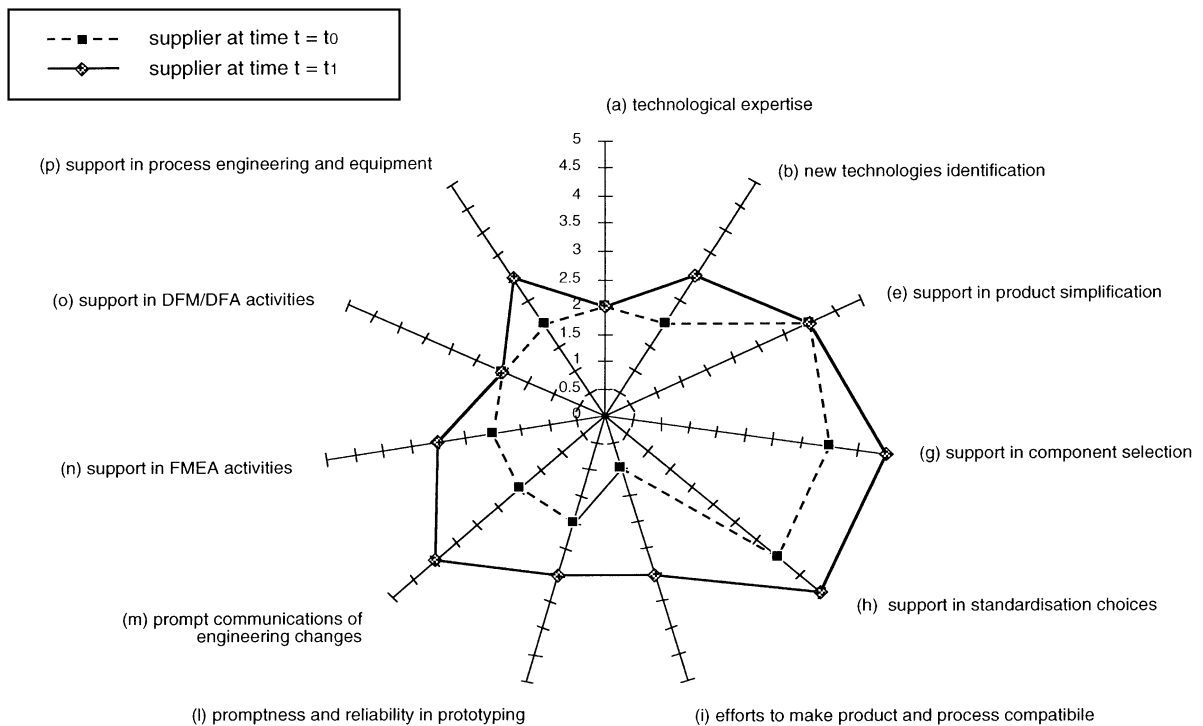 supplier at time t = t0
supplier at time t = t1
(a) technological expertise
(p) support in process engineering and equipment
(b) new technologies identification
5
4.5
4
3.5
3
2.5
2
1.5
1
0.5
0
(o) support in DFM/DFA activities
(e) support in product simplification
(n) support in FMEA activities
(g) support in component selection
(m) prompt communications of
engineering changes
(h) support in standardisation choices
(l) promptness and reliability in prototyping
(i) efforts to make product and process compatibile